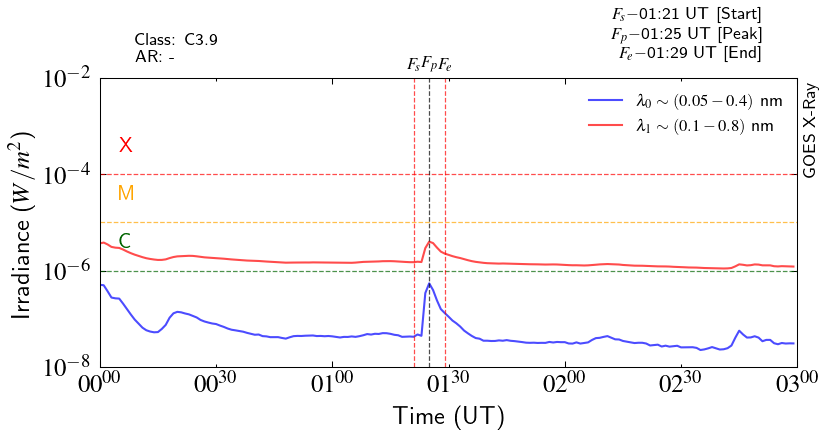 F_s−01:21 UT [Start]
Class: C3.9
F_p−01:25 UT [Peak]
AR: -
F_e−01:29 UT [End]
F_s F_p F_e
10^−2
λ_0 ∼ (0.05 − 0.4) nm
λ_1 ∼ (0.1 − 0.8) nm
GOES X-Ray
X
10^−4
M
C
10^−6
10^−8
Irradiance (W/m^2)
00^00 00^30 01^00 01^30 02^00 02^30 03^00
Time (UT)